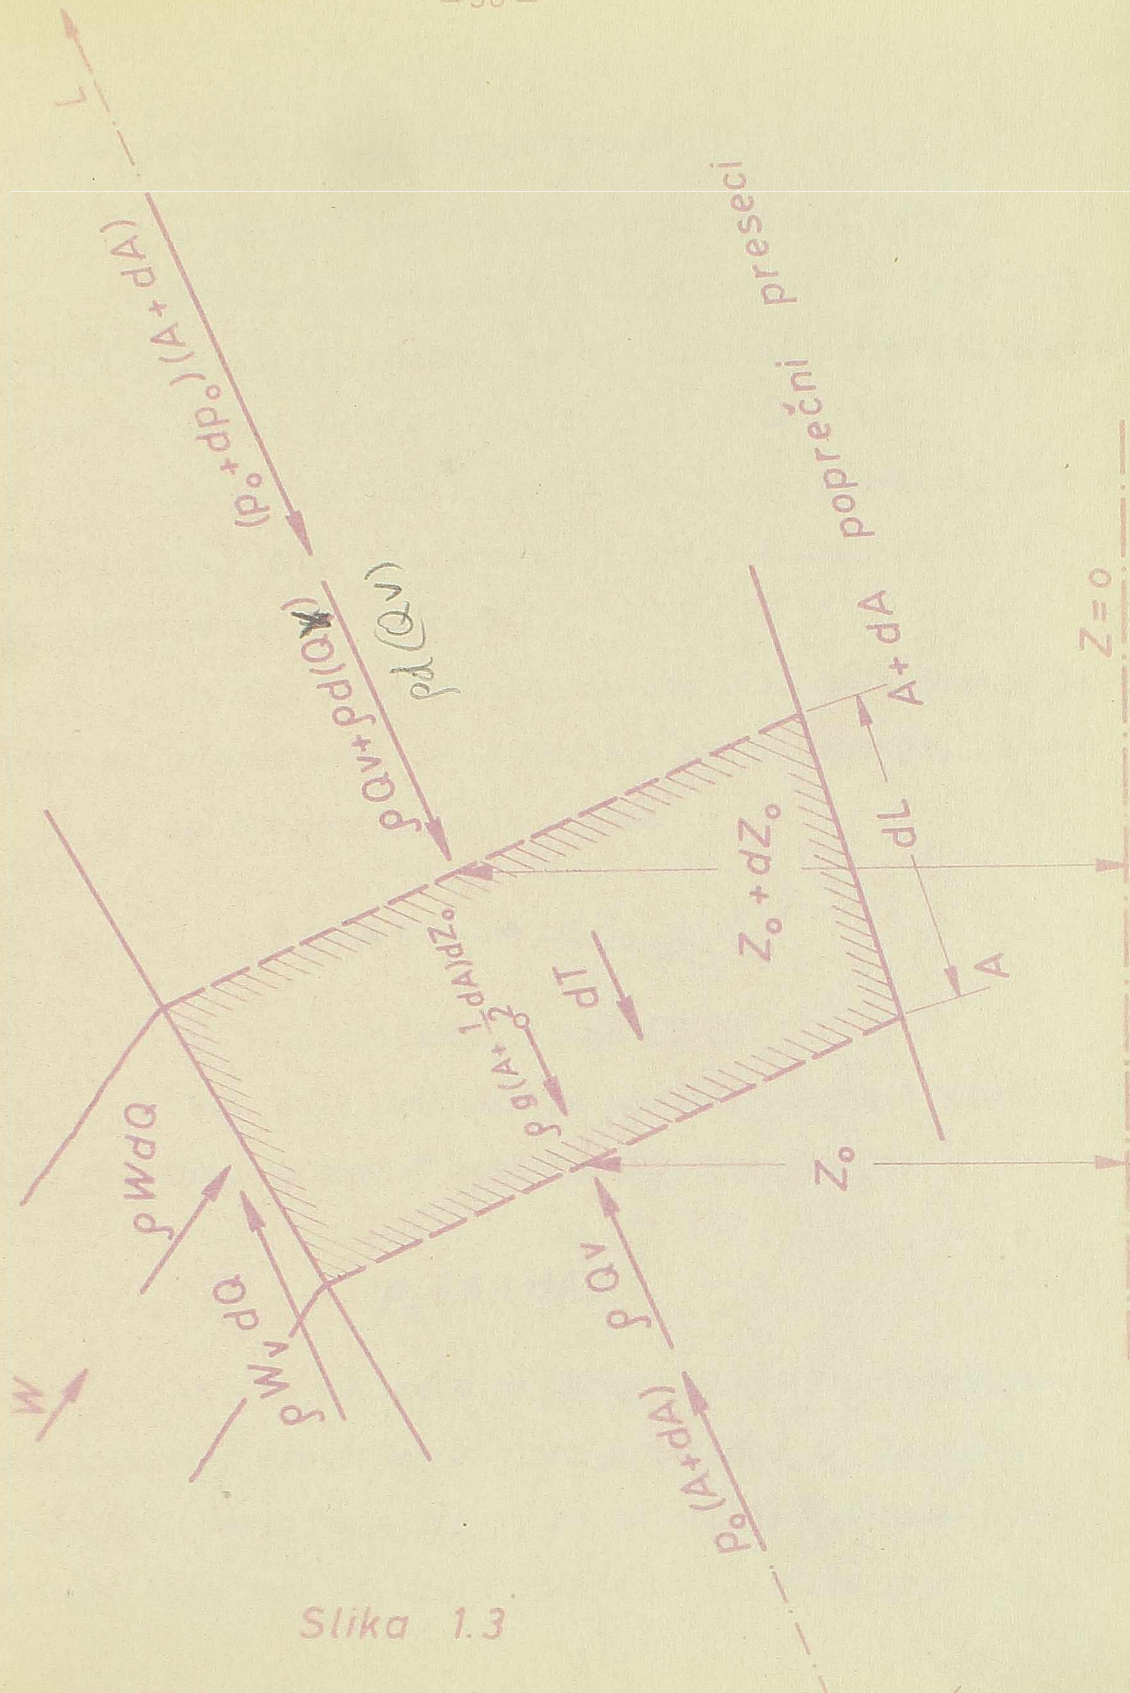 L
(p₀+dp₀)(A+dA)
ρQv+ρd(Qv)
ρd(Qv)
W
ρWdQ
ρWv dQ
ρg(A+½dA)dZ₀
dT
Z₀+dZ₀
Z₀
ρQv
P₀(A+dA)
dL
A
A+dA poprečni preseci
Z=0
Slika 1.3